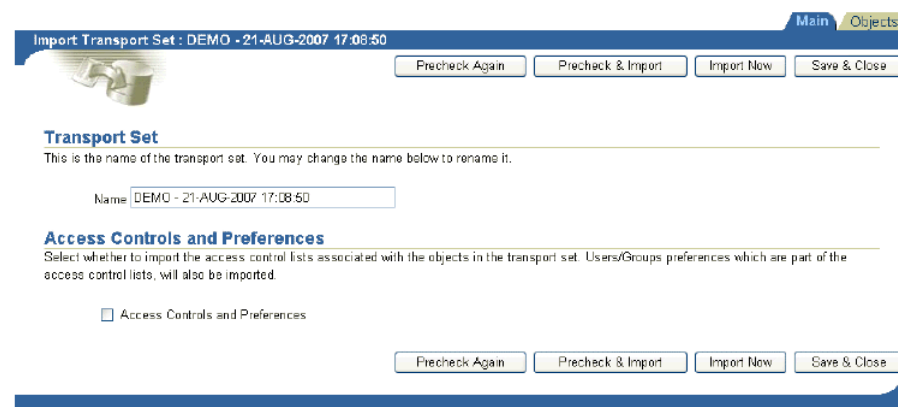 Main Objects
Import Transport Set : DEMO - 21-AUG-2007 17:08:50
Precheck Again Precheck & Import Import Now Save & Close
Transport Set
This is the name of the transport set. You may change the name below to rename it.
Name DEMO - 21-AUG-2007 17:08:50
Access Controls and Preferences
Select whether to import the access control lists associated with the objects in the transport set. Users/Groups preferences which are part of the
access control lists, will also be imported.
Access Controls and Preferences
Precheck Again Precheck & Import Import Now Save & Close